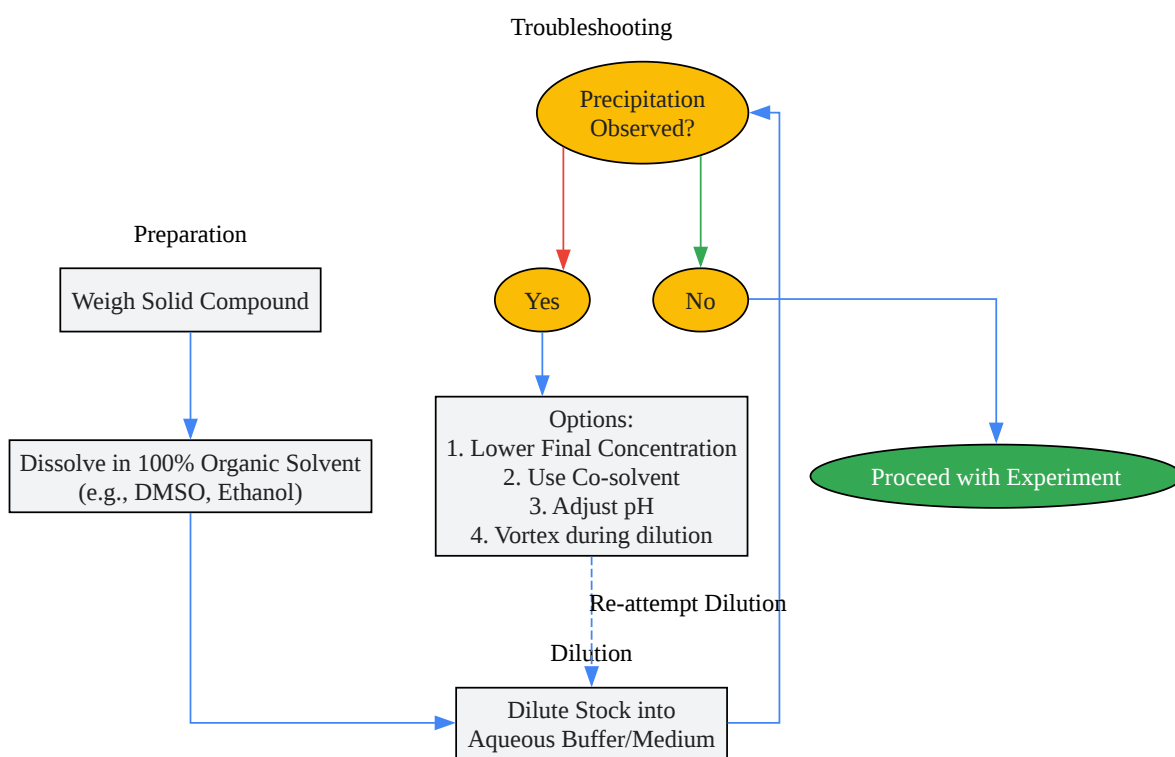 Troubleshooting
Precipitation
Observed?
Preparation
Weigh Solid Compound
Yes
No
Dissolve in 100% Organic Solvent
(e.g., DMSO, Ethanol)
Options:
1. Lower Final Concentration
2. Use Co-solvent
3. Adjust pH
4. Vortex during dilution
Proceed with Experiment
Re-attempt Dilution
Dilution
Dilute Stock into
Aqueous Buffer/Medium